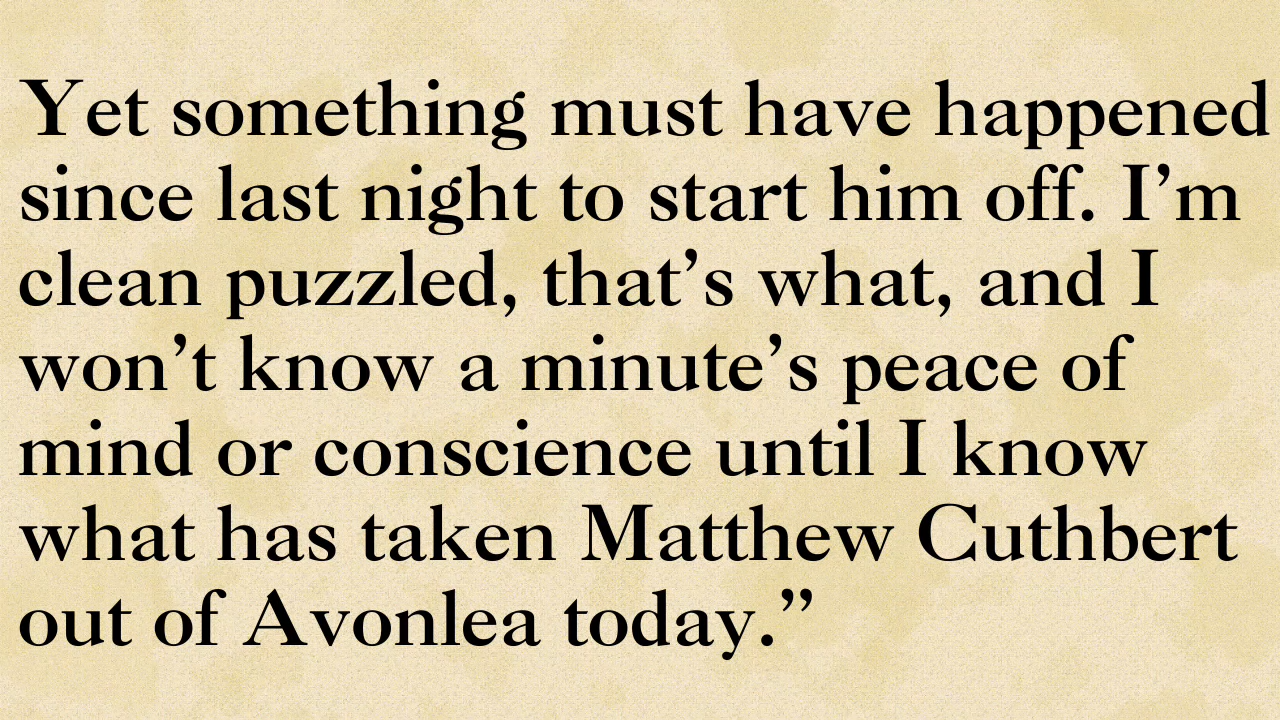 Yet something must have happened
since last night to start him off. I’m
clean puzzled, that’s what, and I
won’t know a minute’s peace of
mind or conscience until I know
what has taken Matthew Cuthbert
out of Avonlea today.”